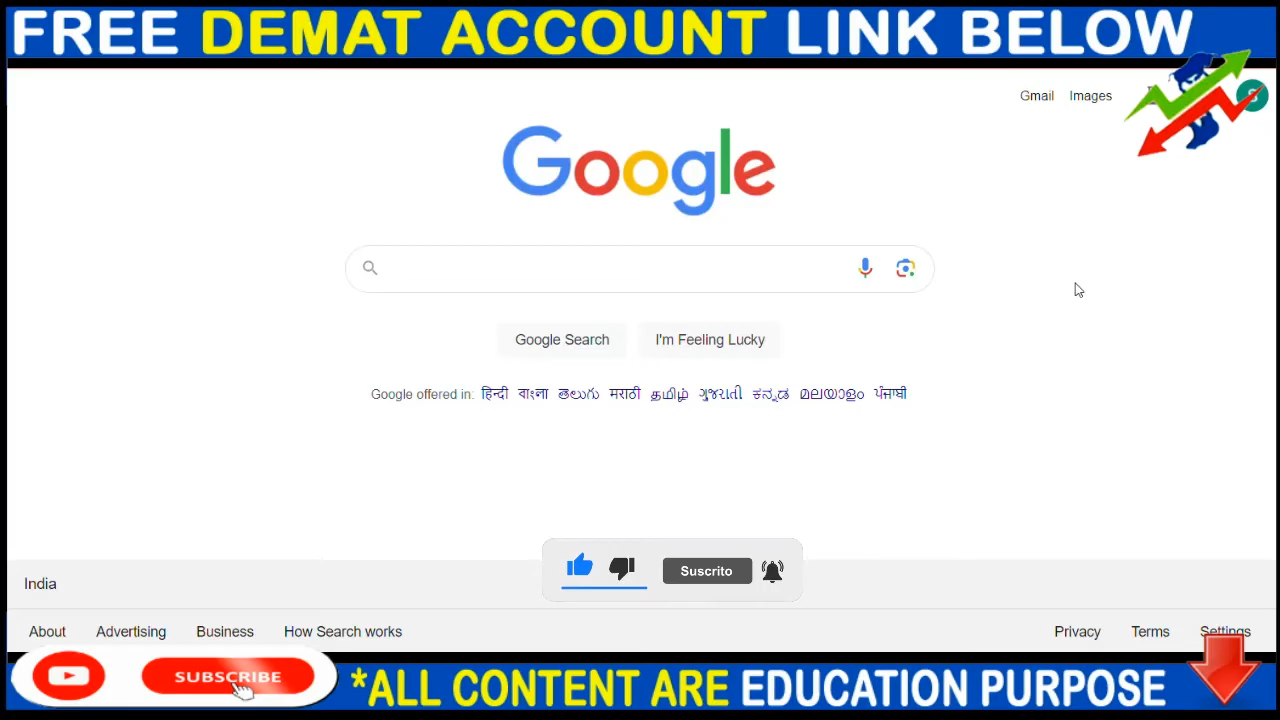 FREE DEMAT ACCOUNT LINK BELOW
Gmail Images
S
Google
Google Search I'm Feeling Lucky
Google offered in: हिन्दी বাংলা తెలుగు मराठी தமிழ் ગુજરાતી ಕನ್ನಡ മലയാളം ਪੰਜਾਬੀ
Suscrito
India
About Advertising Business How Search works Privacy Terms Settings
SUBSCRIBE
*ALL CONTENT ARE EDUCATION PURPOSE